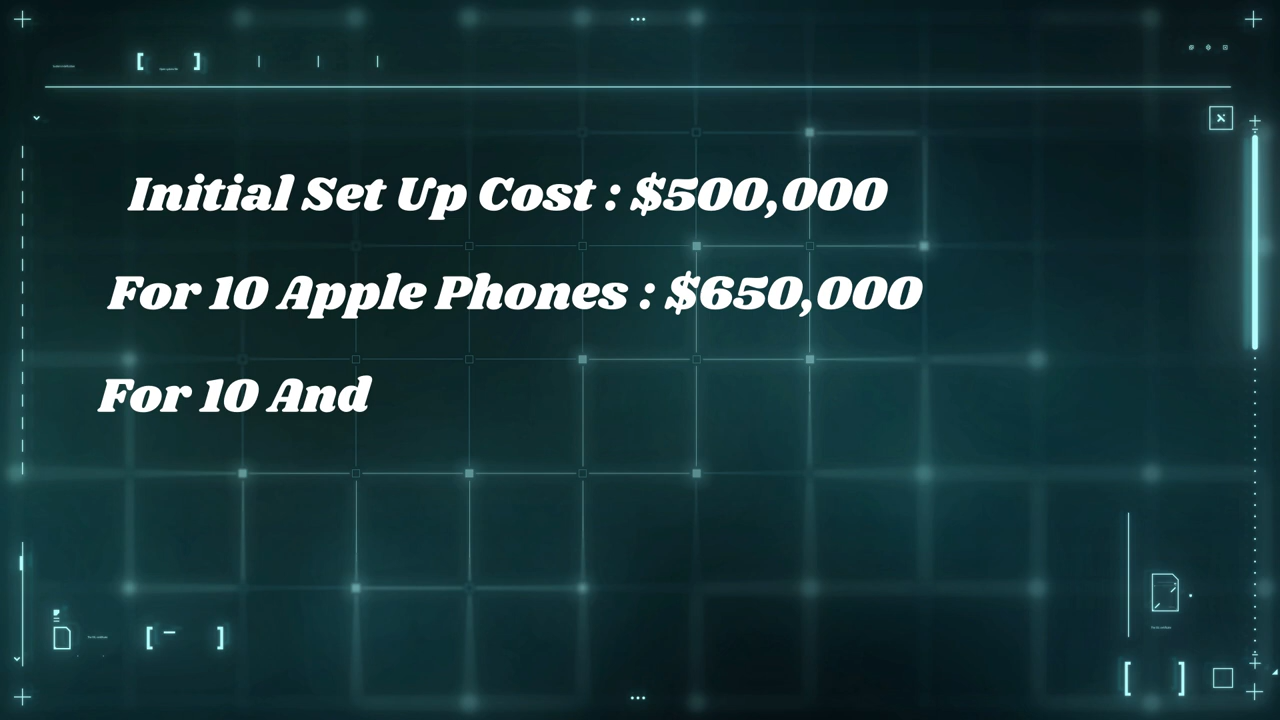 Initial Set Up Cost : $500,000
For 10 Apple Phones : $650,000
For 10 And